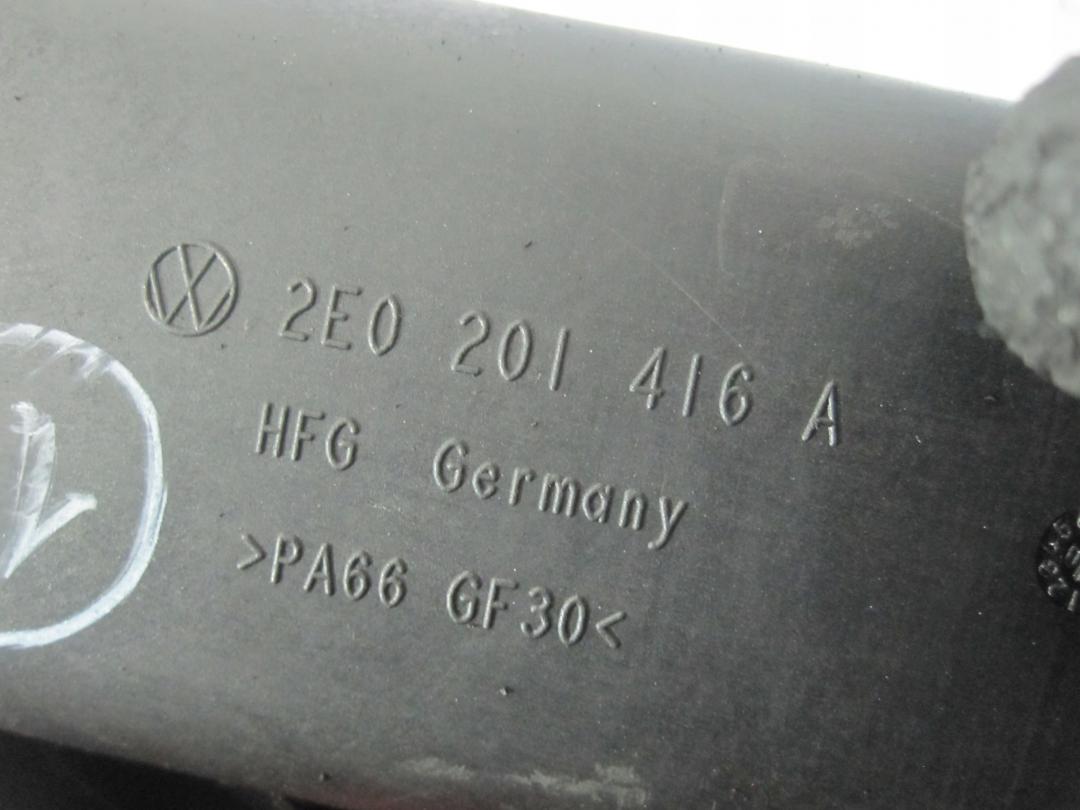 2E0 201 416 A
HFG Germany
>PA66 GF30<